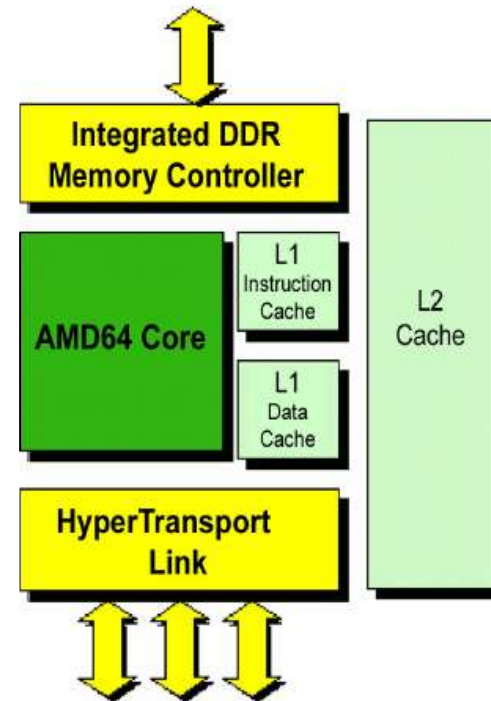 Integrated DDR
Memory Controller
AMD64 Core
L1
Instruction
Cache
L1
Data
Cache
L2
Cache
HyperTransport
Link